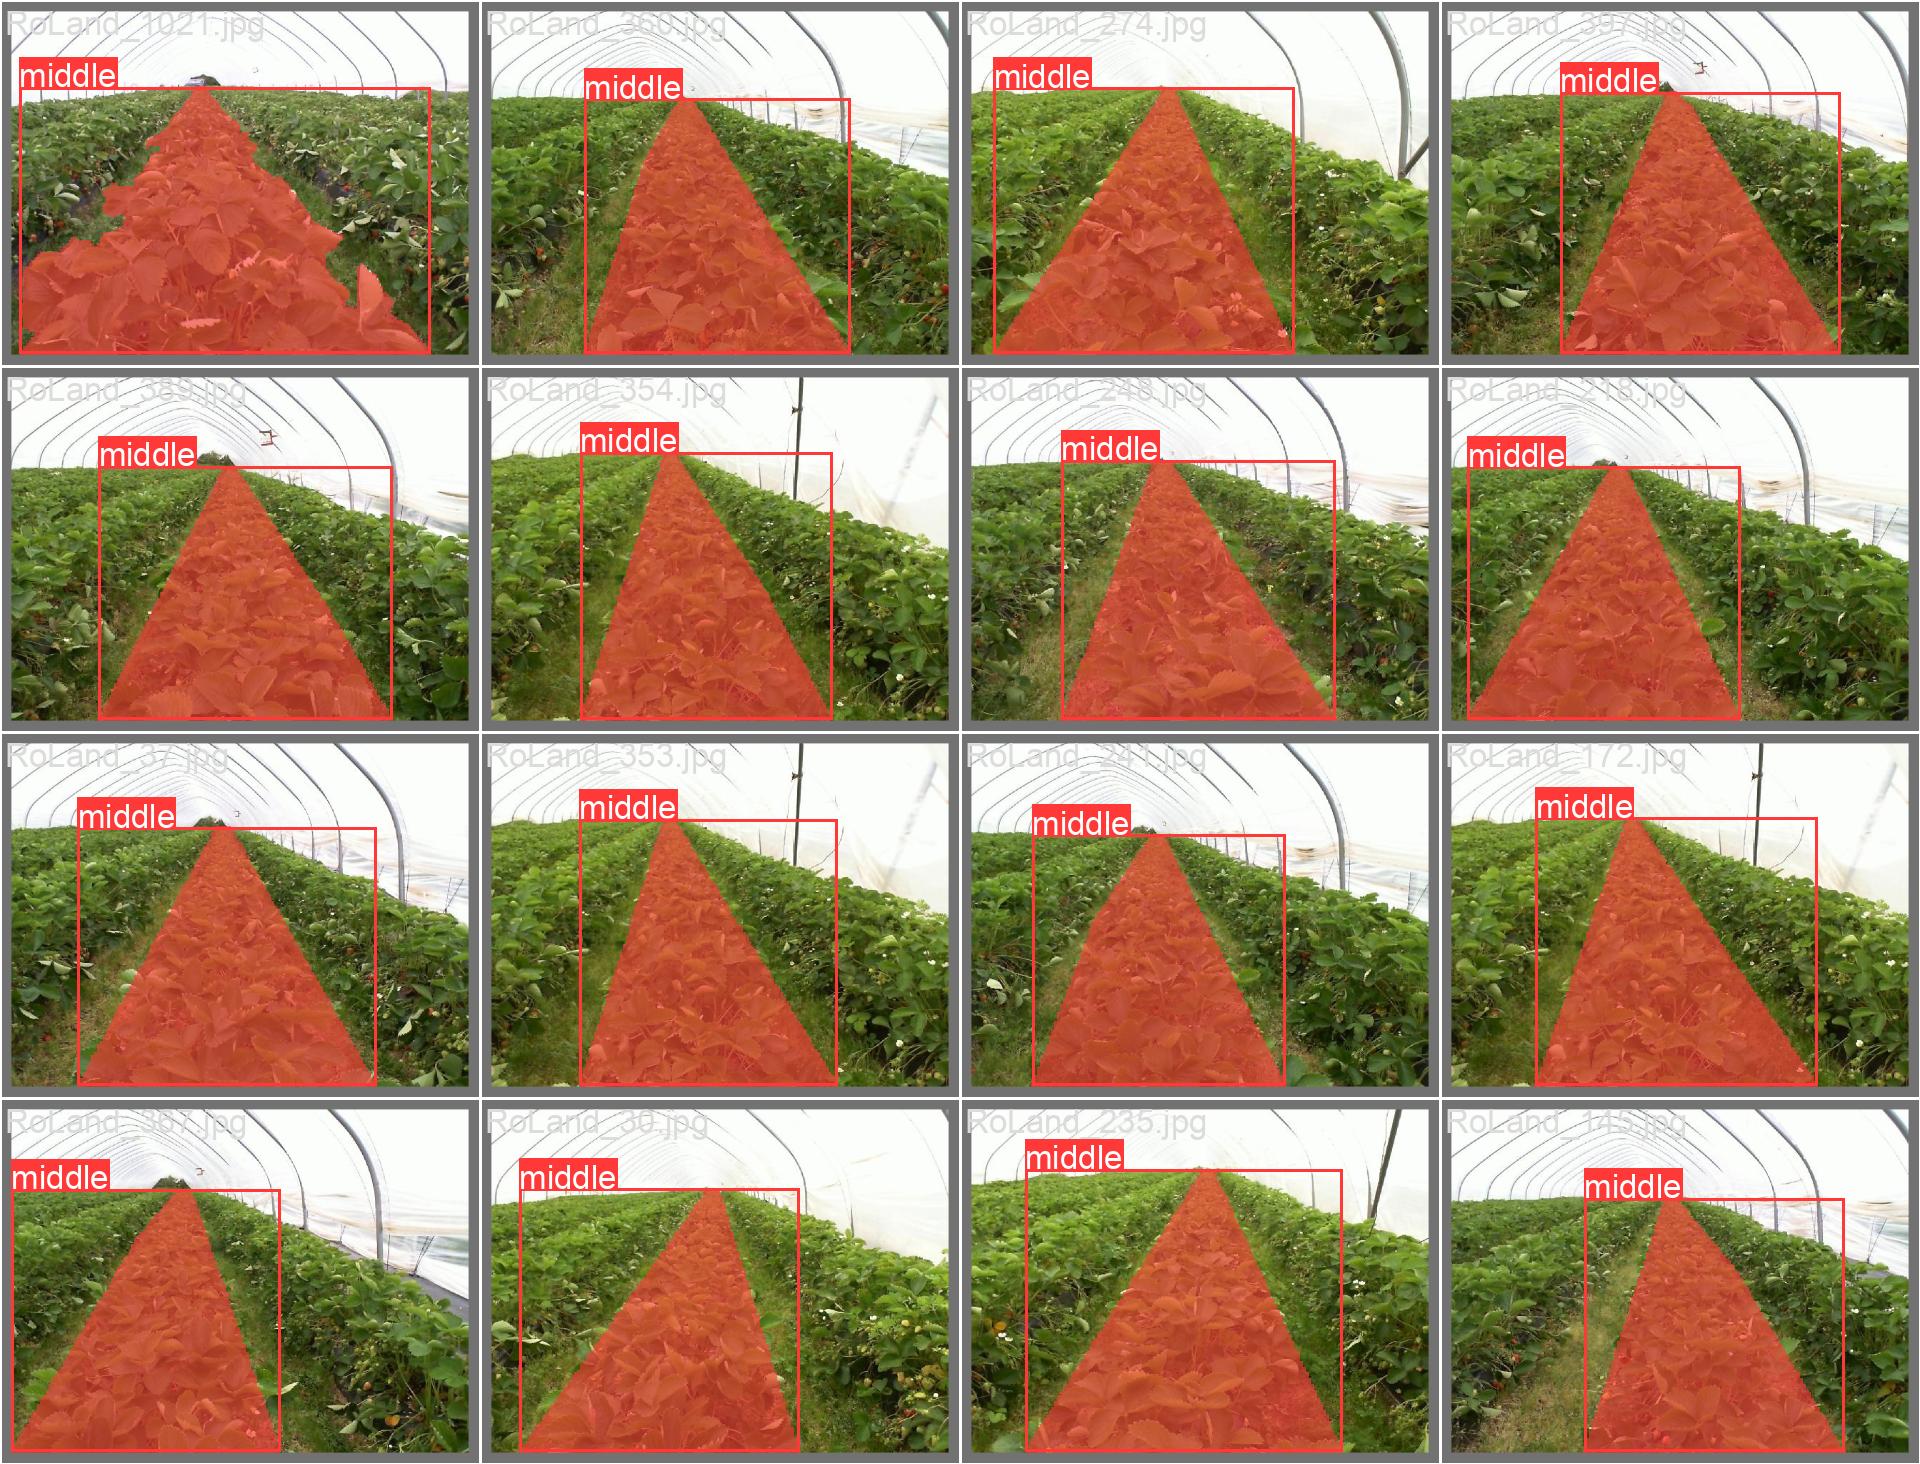 RoLand_1021.jpg
RoLand_360.jpg
RoLand_274.jpg
RoLand_397.jpg
middle
middle
middle
middle
RoLand_389.jpg
RoLand_354.jpg
RoLand_248.jpg
RoLand_218.jpg
middle
middle
middle
middle
RoLand_37.jpg
RoLand_353.jpg
RoLand_241.jpg
RoLand_172.jpg
middle
middle
middle
middle
RoLand_367.jpg
RoLand_30.jpg
RoLand_235.jpg
RoLand_145.jpg
middle
middle
middle
middle